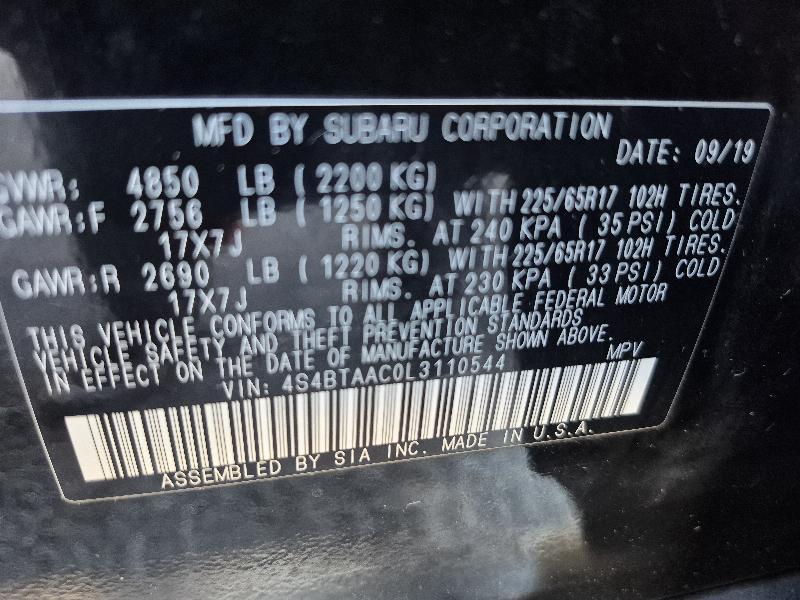 MFD BY SUBARU CORPORATION
DATE: 09/19
GVWR: 4850 LB ( 2200 KG)
GAWR:F 2756 LB ( 1250 KG) WITH 225/65R17 102H TIRES.
17X7J RIMS. AT 240 KPA ( 35 PSI) COLD
GAWR:R 2690 LB ( 1220 KG) WITH 225/65R17 102H TIRES.
17X7J RIMS. AT 230 KPA ( 33 PSI) COLD
THIS VEHICLE CONFORMS TO ALL APPLICABLE FEDERAL MOTOR
VEHICLE SAFETY AND THEFT PREVENTION STANDARDS
IN EFFECT ON THE DATE OF MANUFACTURE SHOWN ABOVE.
VIN: 4S4BTAAC0L3110544 MPV
ASSEMBLED BY SIA INC. MADE IN U.S.A.